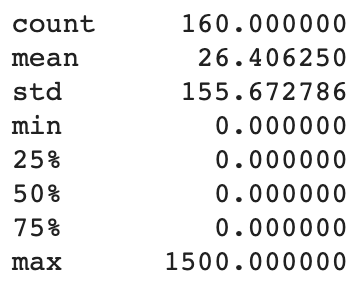 count 160.000000
mean 26.406250
std 155.672786
min 0.000000
25% 0.000000
50% 0.000000
75% 0.000000
max 1500.000000